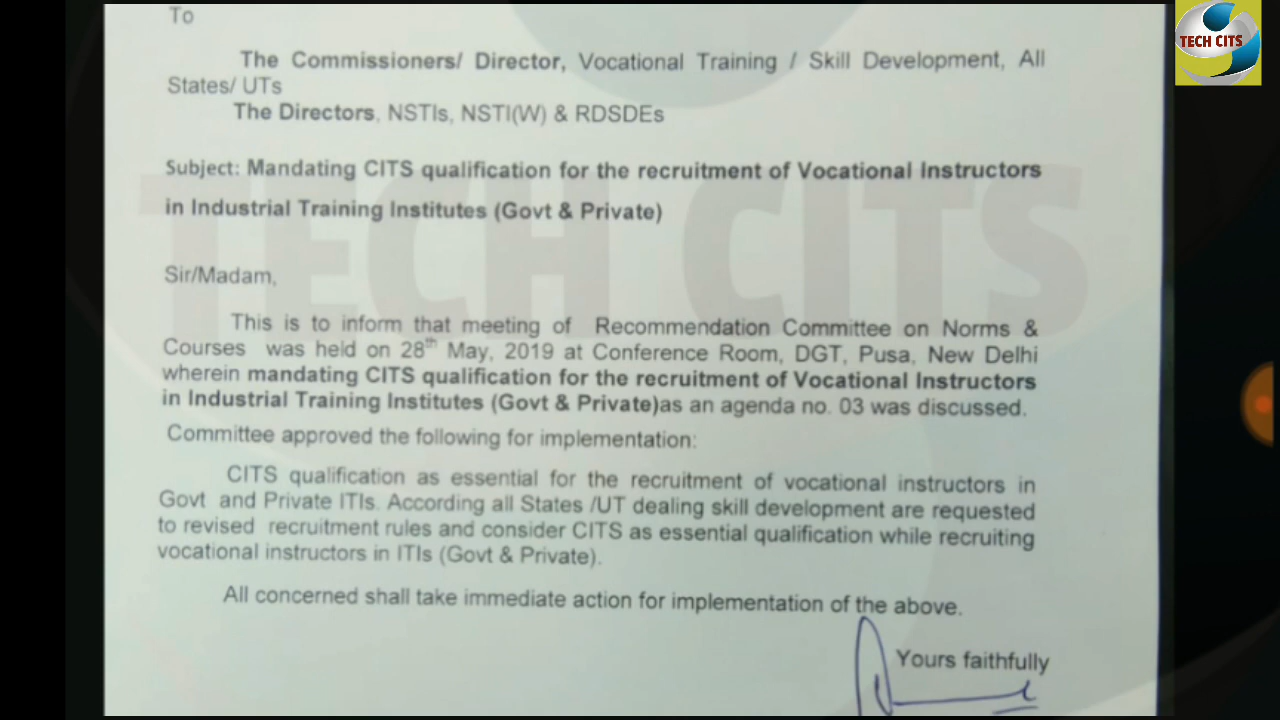 To
The Commissioners/ Director, Vocational Training / Skill Development, All
States/ UTs
The Directors, NSTIs, NSTI(W) & RDSDEs
Subject: Mandating CITS qualification for the recruitment of Vocational Instructors
in Industrial Training Institutes (Govt & Private)
Sir/Madam,
This is to inform that meeting of Recommendation Committee on Norms &
Courses was held on 28th May, 2019 at Conference Room, DGT, Pusa, New Delhi
wherein mandating CITS qualification for the recruitment of Vocational Instructors
in Industrial Training Institutes (Govt & Private)as an agenda no. 03 was discussed.
Committee approved the following for implementation:
CITS qualification as essential for the recruitment of vocational instructors in
Govt and Private ITIs. According all States /UT dealing skill development are requested
to revised recruitment rules and consider CITS as essential qualification while recruiting
vocational instructors in ITIs (Govt & Private).
All concerned shall take immediate action for implementation of the above.
Yours faithfully
TECH CITS
TECH CITS